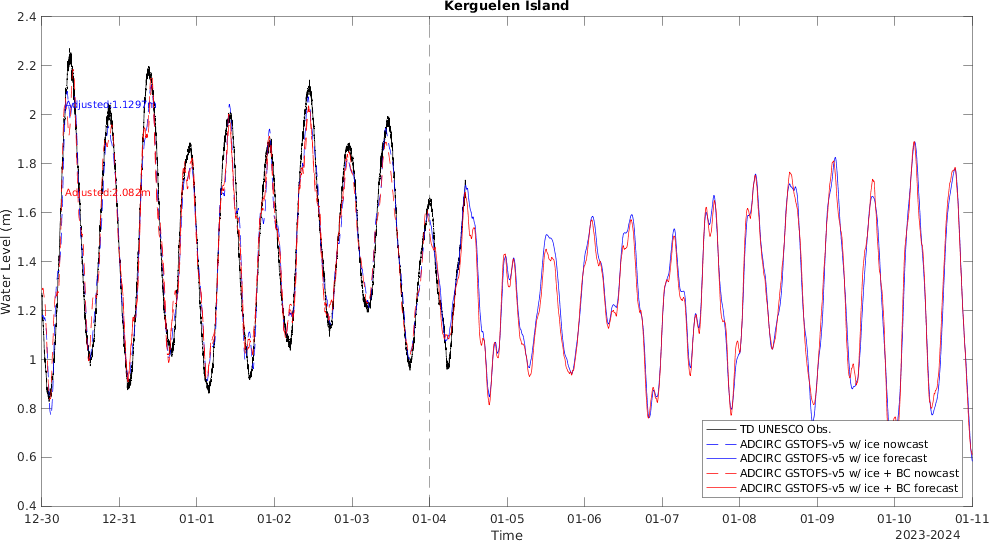 Kerguelen Island
2.4
2.2
2
1.8
1.6
1.4
1.2
1
0.8
0.6
0.4
Water Level (m)
Adjusted:1.1297m
Adjusted:2.082m
TD UNESCO Obs.
ADCIRC GSTOFS-v5 w/ ice nowcast
ADCIRC GSTOFS-v5 w/ ice forecast
ADCIRC GSTOFS-v5 w/ ice + BC nowcast
ADCIRC GSTOFS-v5 w/ ice + BC forecast
12-30 12-31 01-01 01-02 01-03 01-04 01-05 01-06 01-07 01-08 01-09 01-10 01-11
Time
2023-2024